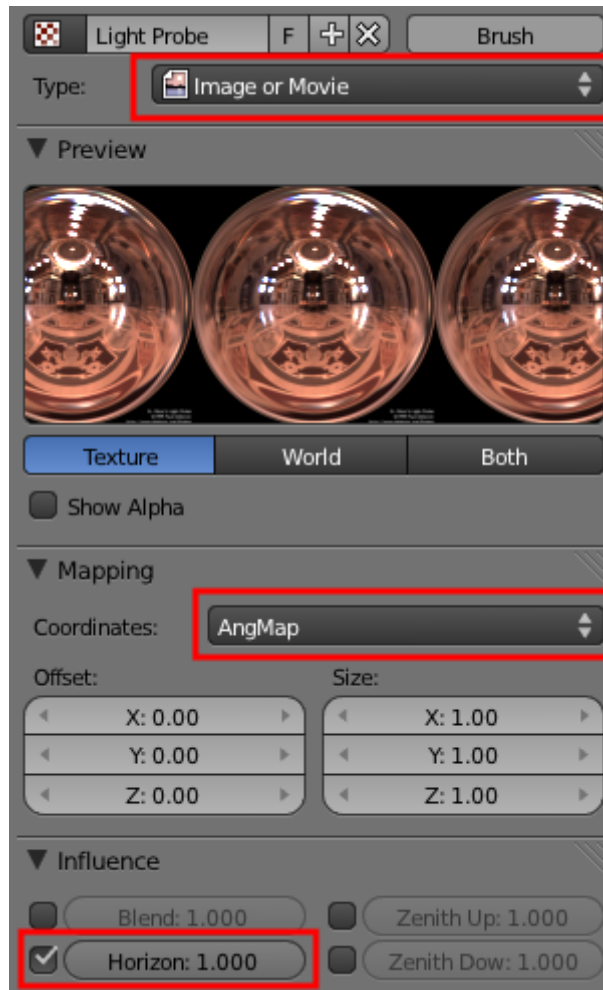 Light Probe F Brush
Type: Image or Movie
Preview
Texture World Both
Show Alpha
Mapping
Coordinates: AngMap
Offset: Size:
X: 0.00 X: 1.00
Y: 0.00 Y: 1.00
Z: 0.00 Z: 1.00
Influence
Blend: 1.000 Zenith Up: 1.000
Horizon: 1.000 Zenith Dow: 1.000